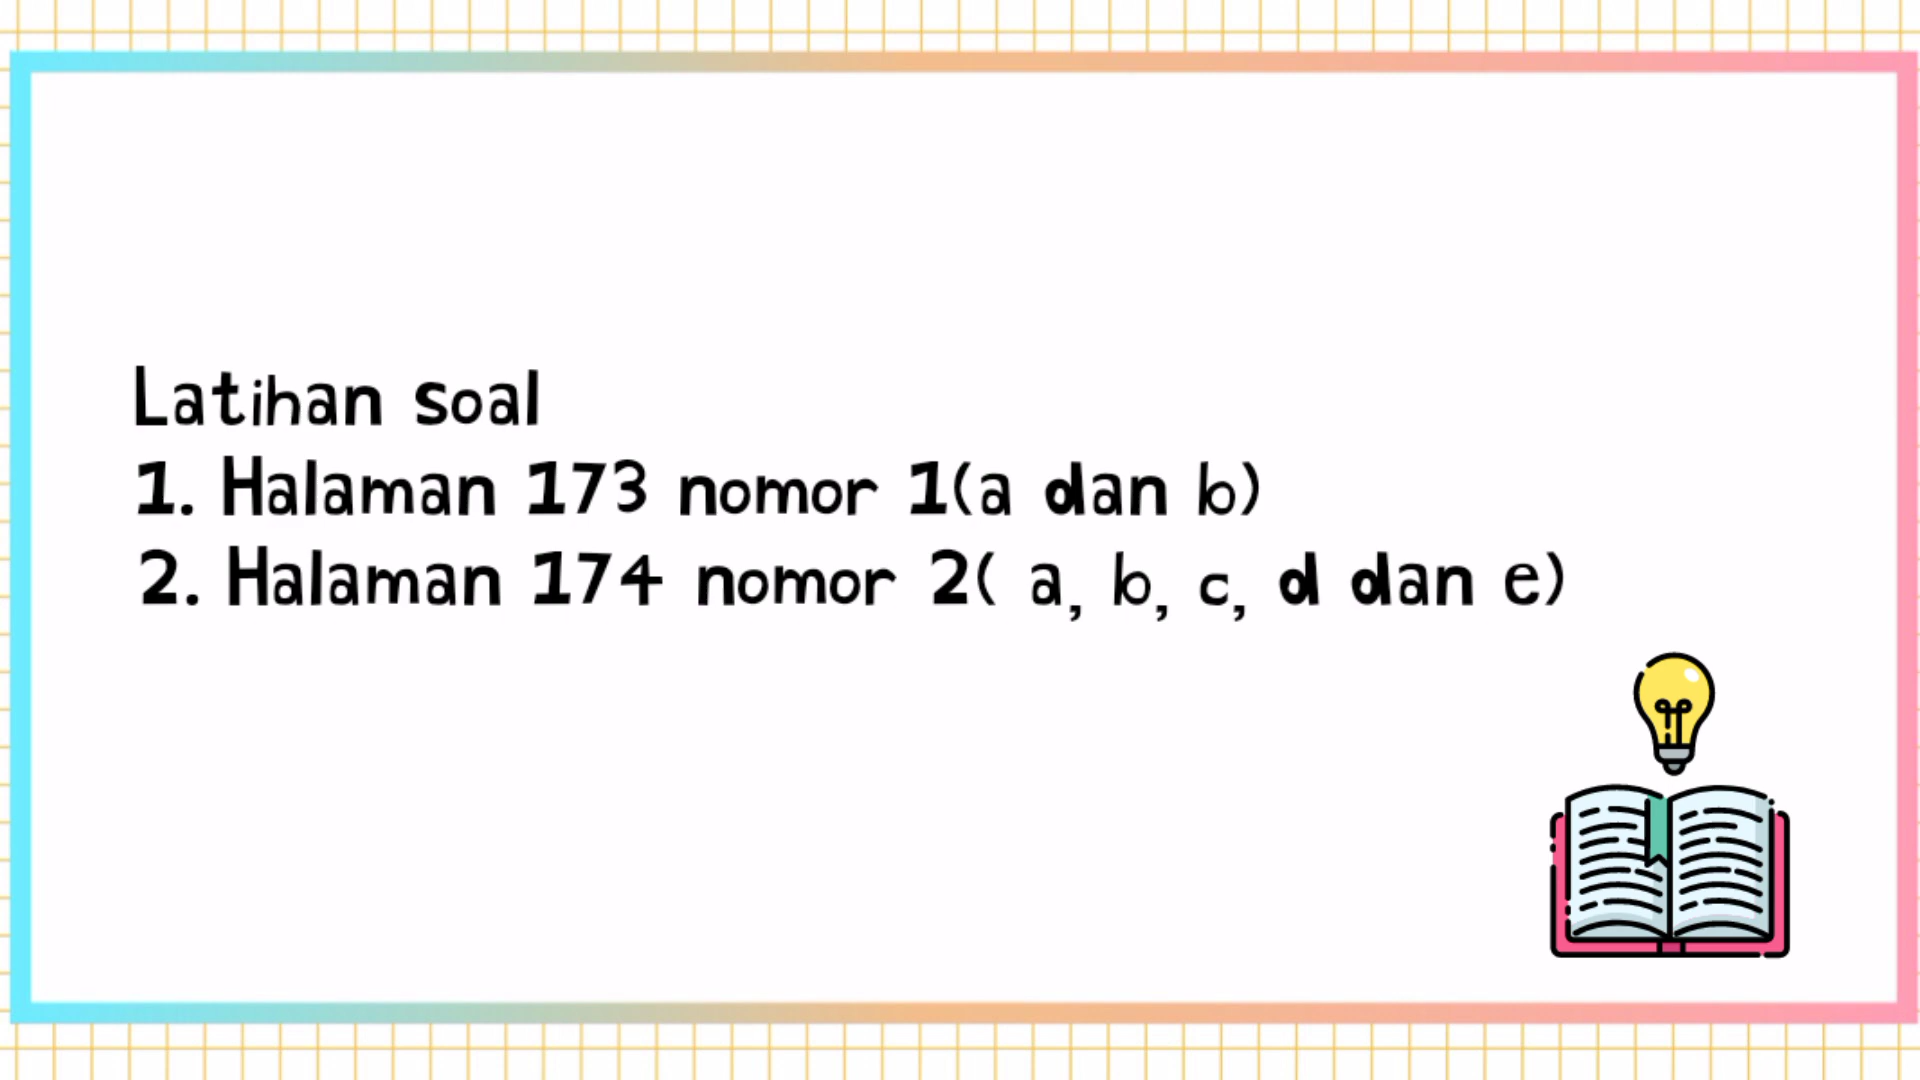 Latihan soal
1. Halaman 173 nomor 1(a dan b)
2. Halaman 174 nomor 2( a, b, c, d dan e)